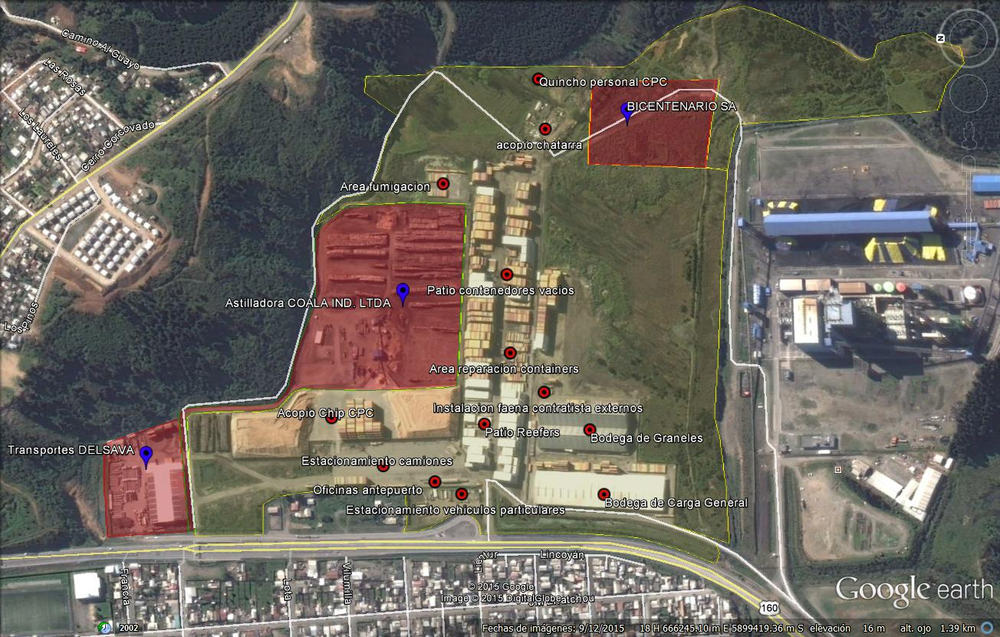 Camino Al Guayo
Las Rosas
Los Laureles
Cerro Corcovado
Los Pinos
Quincho personal CPC
BICENTENARIO SA
acopio chatarra
Area fumigacion
Patio contenedores vacios
Astilladora COALA IND. LTDA
Area reparacion containers
Instalacion faena contratista externos
Acopio Chip CPC
Patio Reefers
Bodega de Graneles
Transportes DELSAVA
Estacionamiento camiones
Oficinas antepuerto
Estacionamiento vehiculos particulares
Bodega de Carga General
Lincoyán
Francia
Lota
Vilumilla
N
160
© 2015 Google
Image © 2015 DigitalGlobe
Google earth
2002
Fechas de imágenes: 9/12/2015 18 H 666245.10 m E 5899419.36 m S elevación 16 m alt. ojo 1.39 km